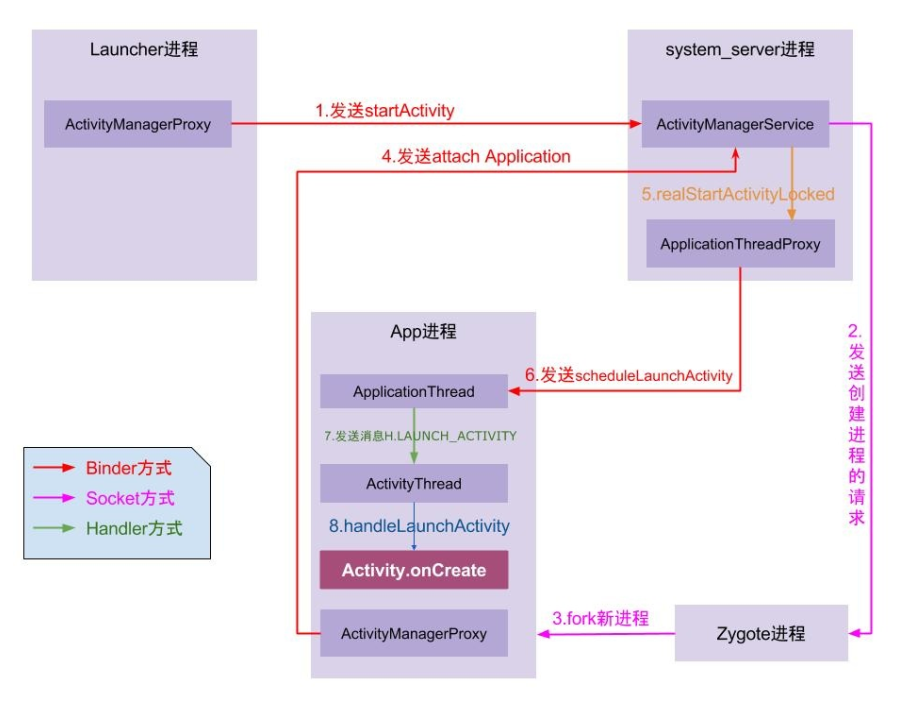 Launcher进程
system_server进程
ActivityManagerProxy
1.发送startActivity
ActivityManagerService
4.发送attach Application
5.realStartActivityLocked
ApplicationThreadProxy
App进程
2.
发
送
创
建
进
程
的
请
求
6.发送scheduleLaunchActivity
ApplicationThread
7.发送消息H.LAUNCH_ACTIVITY
ActivityThread
Binder方式
Socket方式
Handler方式
8.handleLaunchActivity
Activity.onCreate
3.fork新进程
ActivityManagerProxy
Zygote进程